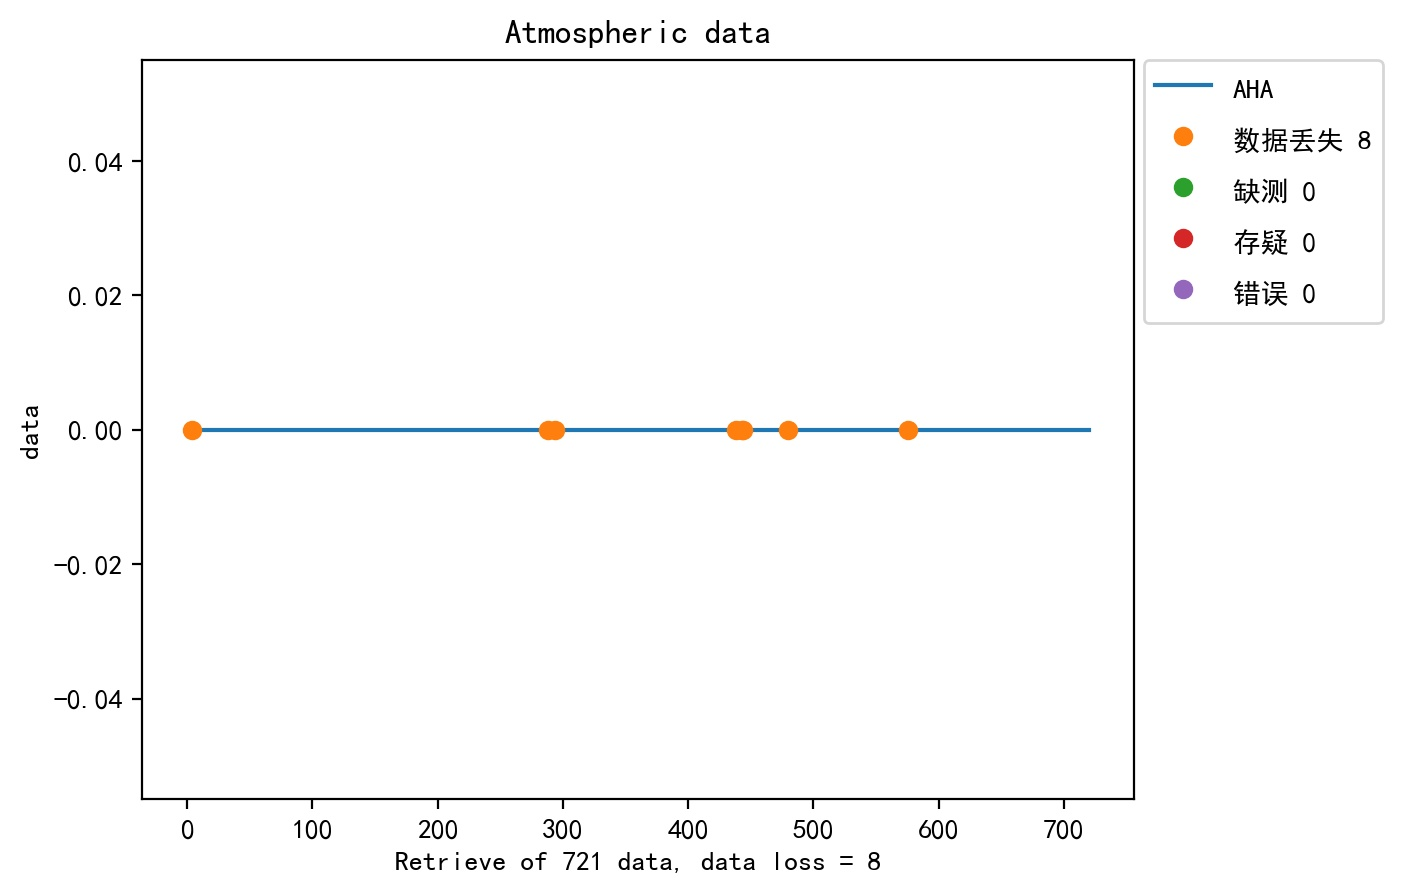 Atmospheric data
AHA
数据丢失 8
缺测 0
存疑 0
错误 0
0.04
0.02
0.00
-0.02
-0.04
data
0 100 200 300 400 500 600 700
Retrieve of 721 data, data loss = 8